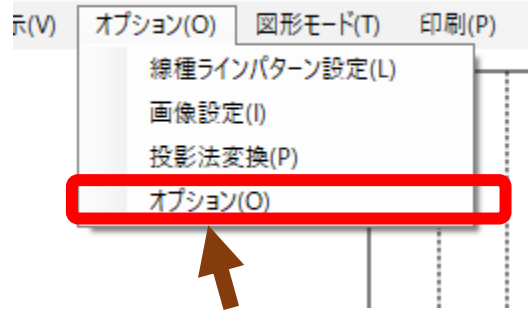 示(V) オプション(O) 図形モード(T) 印刷(P)
線種ラインパターン設定(L)
画像設定(I)
投影法変換(P)
オプション(O)